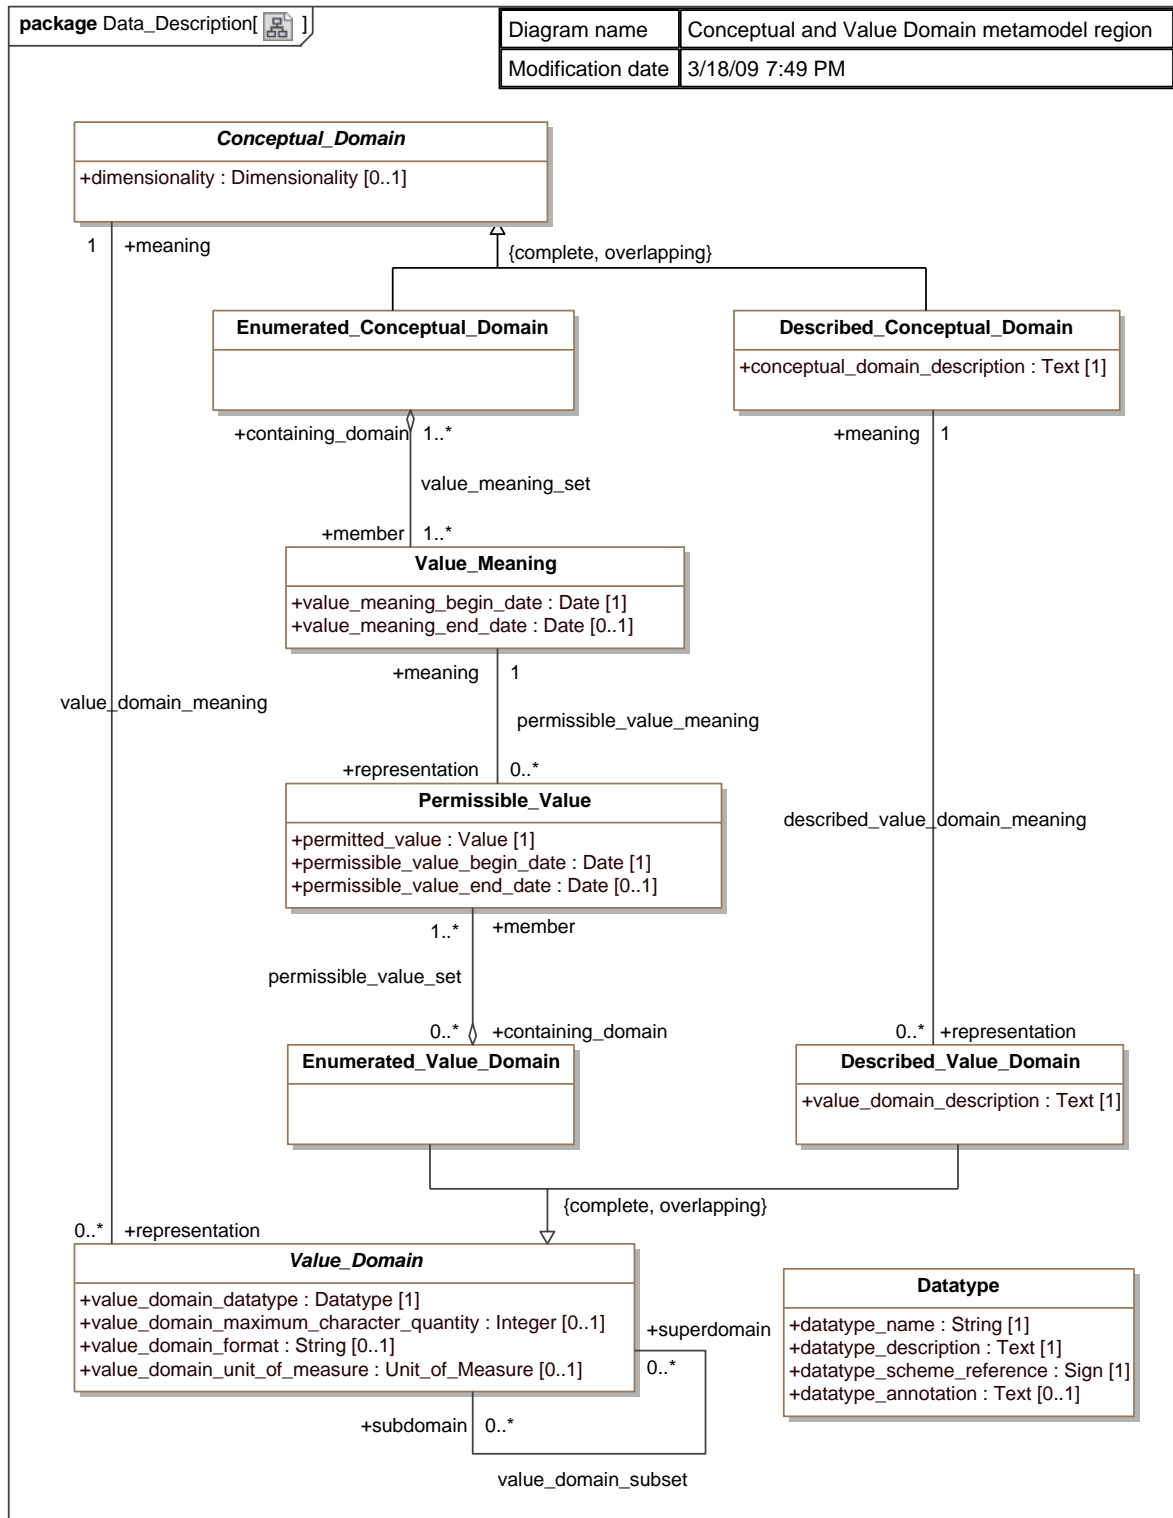 package Data_Description[ ]
Diagram name Conceptual and Value Domain metamodel region
Modification date 3/18/09 7:49 PM
Conceptual_Domain
+dimensionality : Dimensionality [0..1]
1 +meaning
{complete, overlapping}
Enumerated_Conceptual_Domain
Described_Conceptual_Domain
+conceptual_domain_description : Text [1]
+containing_domain 1..*
+meaning 1
value_meaning_set
+member 1..*
Value_Meaning
+value_meaning_begin_date : Date [1]
+value_meaning_end_date : Date [0..1]
+meaning 1
value_domain_meaning
permissible_value_meaning
+representation 0..*
Permissible_Value
+permitted_value : Value [1]
+permissible_value_begin_date : Date [1]
+permissible_value_end_date : Date [0..1]
described_value_domain_meaning
1..* +member
permissible_value_set
0..* +containing_domain
0..* +representation
Enumerated_Value_Domain
Described_Value_Domain
+value_domain_description : Text [1]
{complete, overlapping}
0..* +representation
Value_Domain
+value_domain_datatype : Datatype [1]
+value_domain_maximum_character_quantity : Integer [0..1]
+value_domain_format : String [0..1]
+value_domain_unit_of_measure : Unit_of_Measure [0..1]
+superdomain
0..*
Datatype
+datatype_name : String [1]
+datatype_description : Text [1]
+datatype_scheme_reference : Sign [1]
+datatype_annotation : Text [0..1]
+subdomain 0..*
value_domain_subset